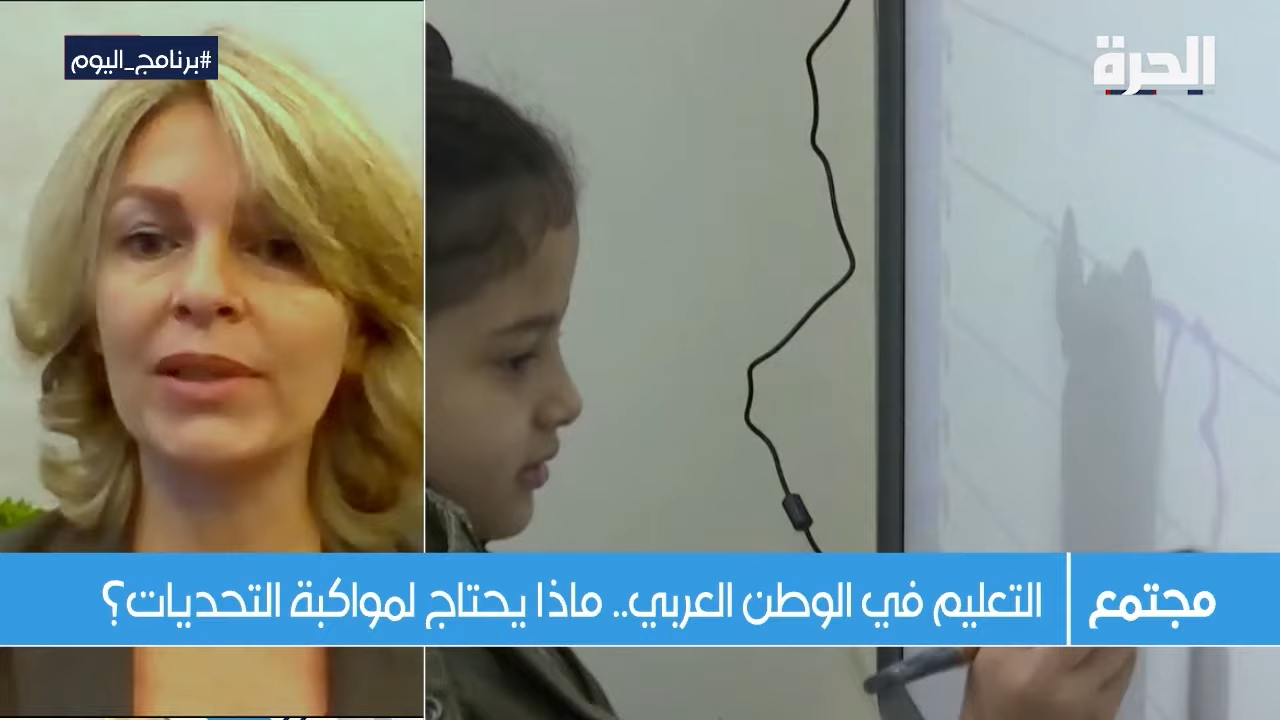 #برنامج_اليوم
الحرة
مجتمع
التعليم في الوطن العربي.. ماذا يحتاج لمواكبة التحديات؟